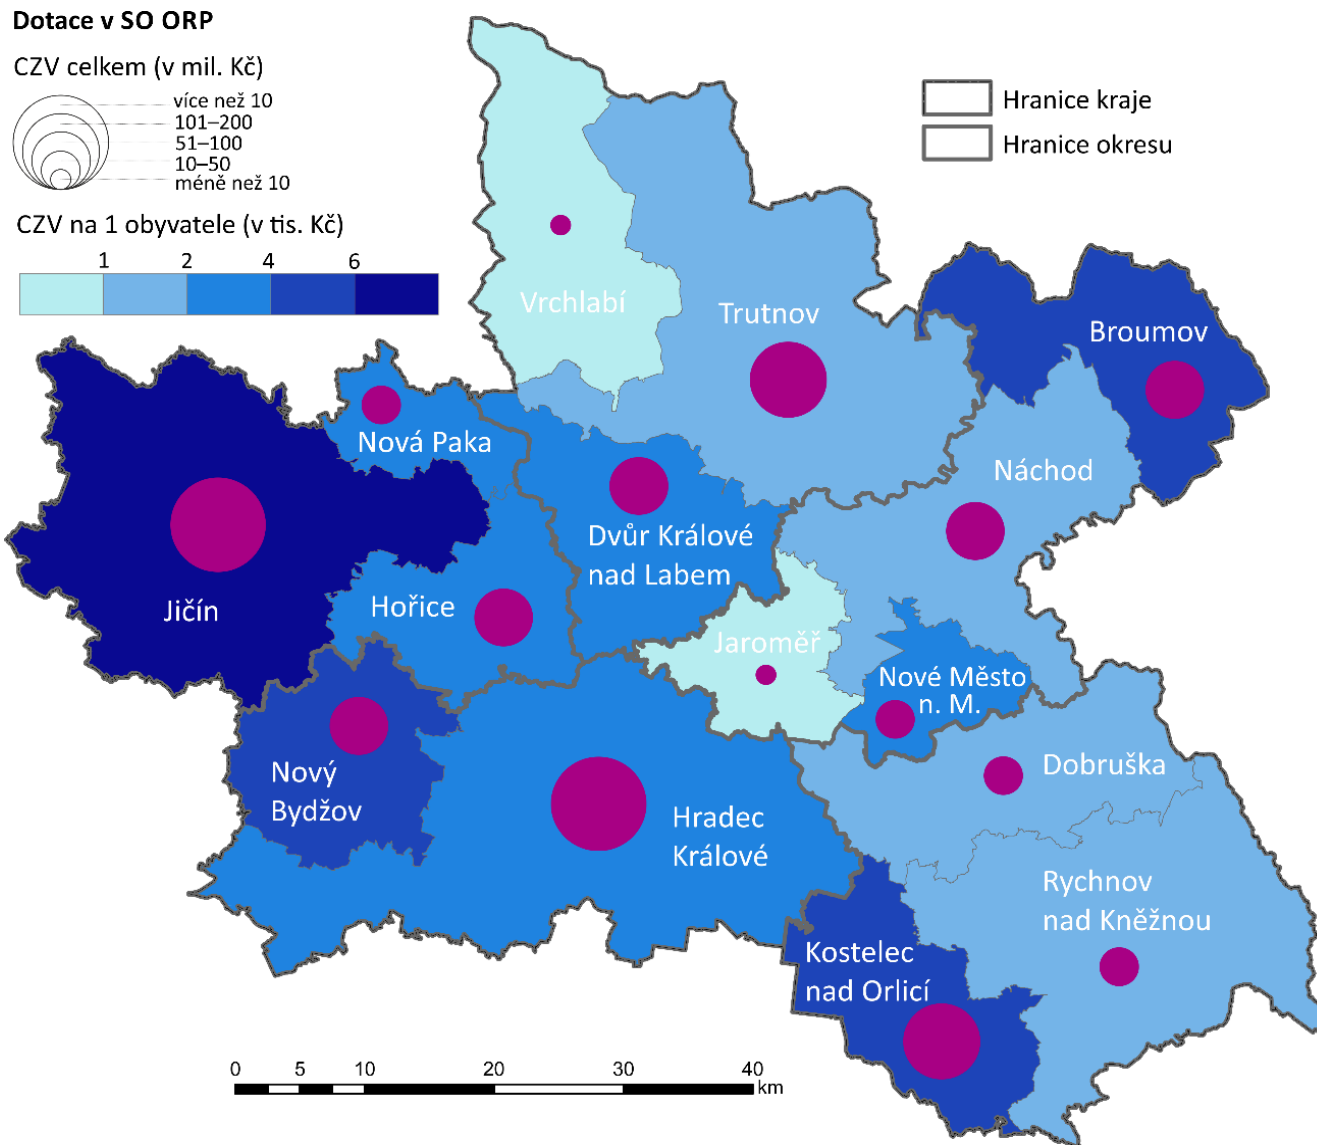 Dotace v SO ORP
CZV celkem (v mil. Kč)
více než 10
101–200
51–100
10–50
méně než 10
CZV na 1 obyvatele (v tis. Kč)
1 2 4 6
Hranice kraje
Hranice okresu
Vrchlabí
Trutnov
Broumov
Nová Paka
Náchod
Dvůr Králové
nad Labem
Jičín
Hořice
Jaroměř
Nové Město
n. M.
Nový
Bydžov
Dobruška
Hradec
Králové
Rychnov
nad Kněžnou
Kostelec
nad Orlicí
0 5 10 20 30 40
km